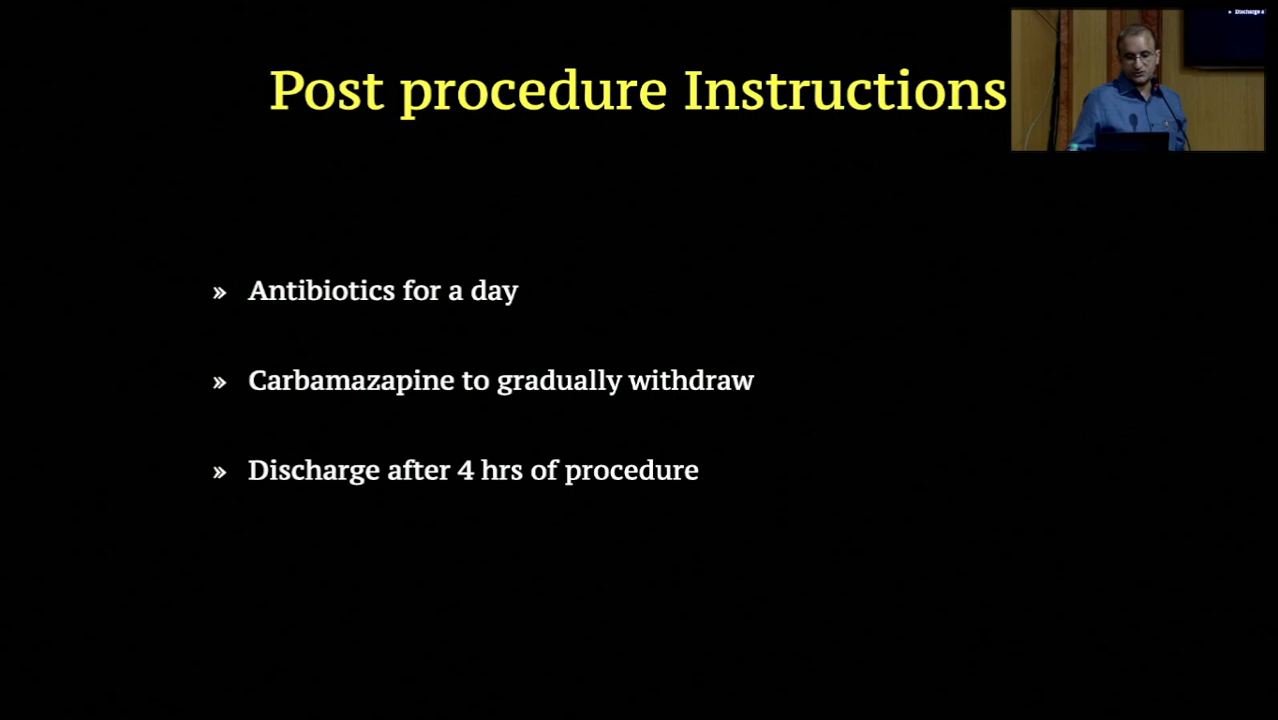 Post procedure Instructions
» Antibiotics for a day
» Carbamazapine to gradually withdraw
» Discharge after 4 hrs of procedure